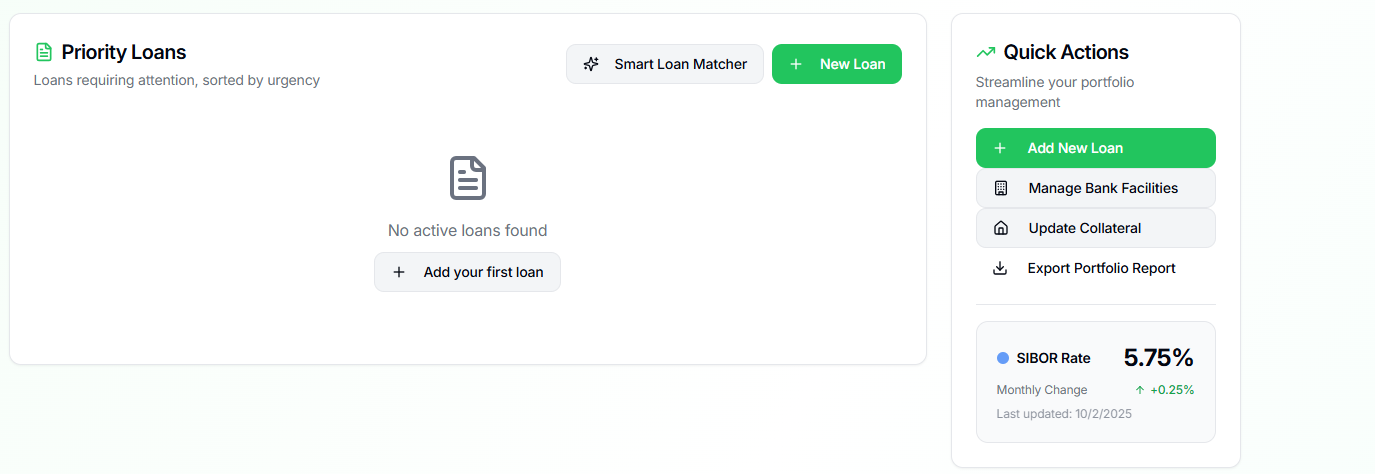 Priority Loans
Loans requiring attention, sorted by urgency
Smart Loan Matcher
New Loan
No active loans found
Add your first loan
Quick Actions
Streamline your portfolio
management
Add New Loan
Manage Bank Facilities
Update Collateral
Export Portfolio Report
SIBOR Rate 5.75%
Monthly Change ↑ +0.25%
Last updated: 10/2/2025